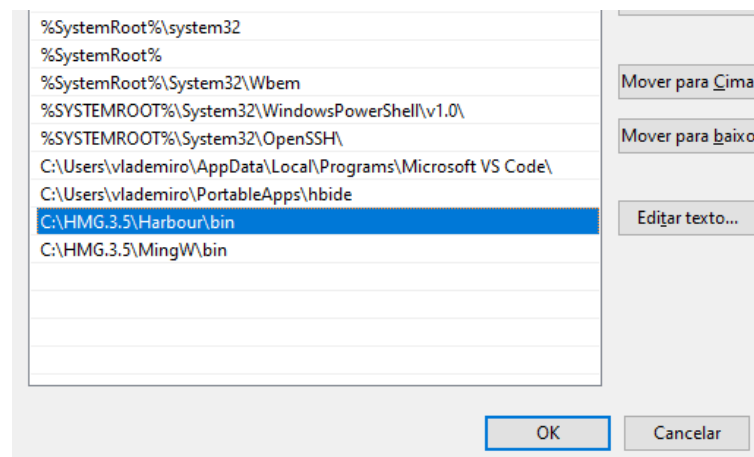 %SystemRoot%\system32
%SystemRoot%
%SystemRoot%\System32\Wbem
%SYSTEMROOT%\System32\WindowsPowerShell\v1.0\
%SYSTEMROOT%\System32\OpenSSH\
C:\Users\vlademiro\AppData\Local\Programs\Microsoft VS Code\
C:\Users\vlademiro\PortableApps\hbide
C:\HMG.3.5\Harbour\bin
C:\HMG.3.5\MingW\bin
Mover para Cima
Mover para baixo
Editar texto...
OK
Cancelar